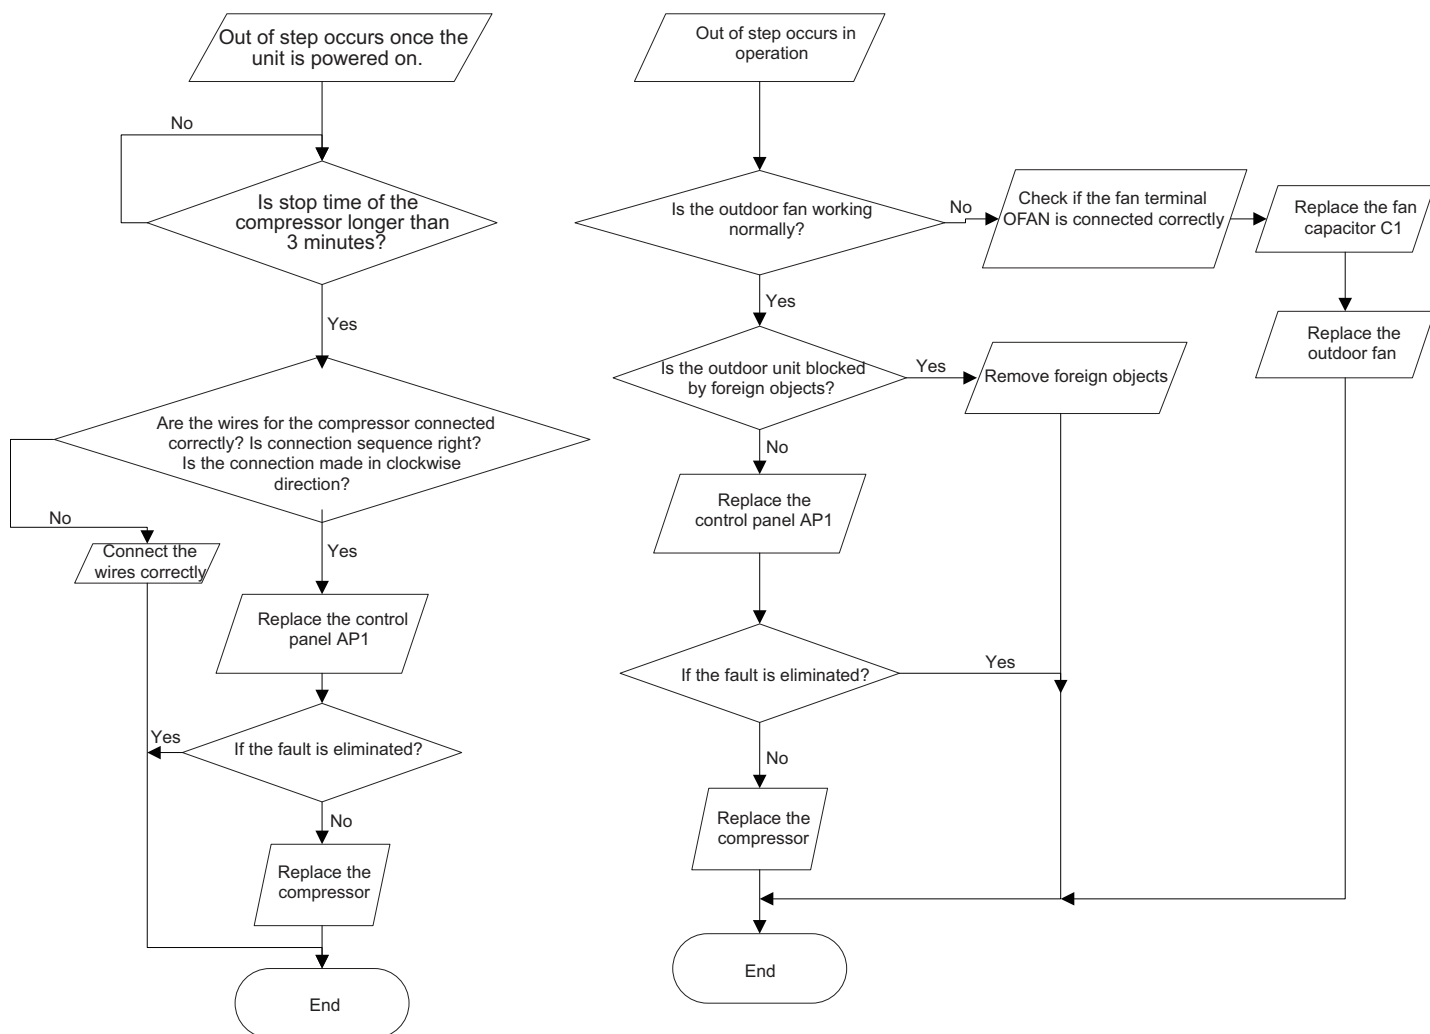 Out of step occurs once the
unit is powered on.
No
Is stop time of the
compressor longer than
3 minutes?
Yes
Are the wires for the compressor connected
correctly? Is connection sequence right?
Is the connection made in clockwise
direction?
No
Connect the
wires correctly
Yes
Replace the control
panel AP1
Yes
If the fault is eliminated?
No
Replace the
compressor
End
Out of step occurs in
operation
Is the outdoor fan working
normally?
No
Check if the fan terminal
OFAN is connected correctly
Replace the fan
capacitor C1
Replace the
outdoor fan
Yes
Is the outdoor unit blocked
by foreign objects?
Yes
Remove foreign objects
No
Replace the
control panel AP1
If the fault is eliminated?
Yes
No
Replace the
compressor
End